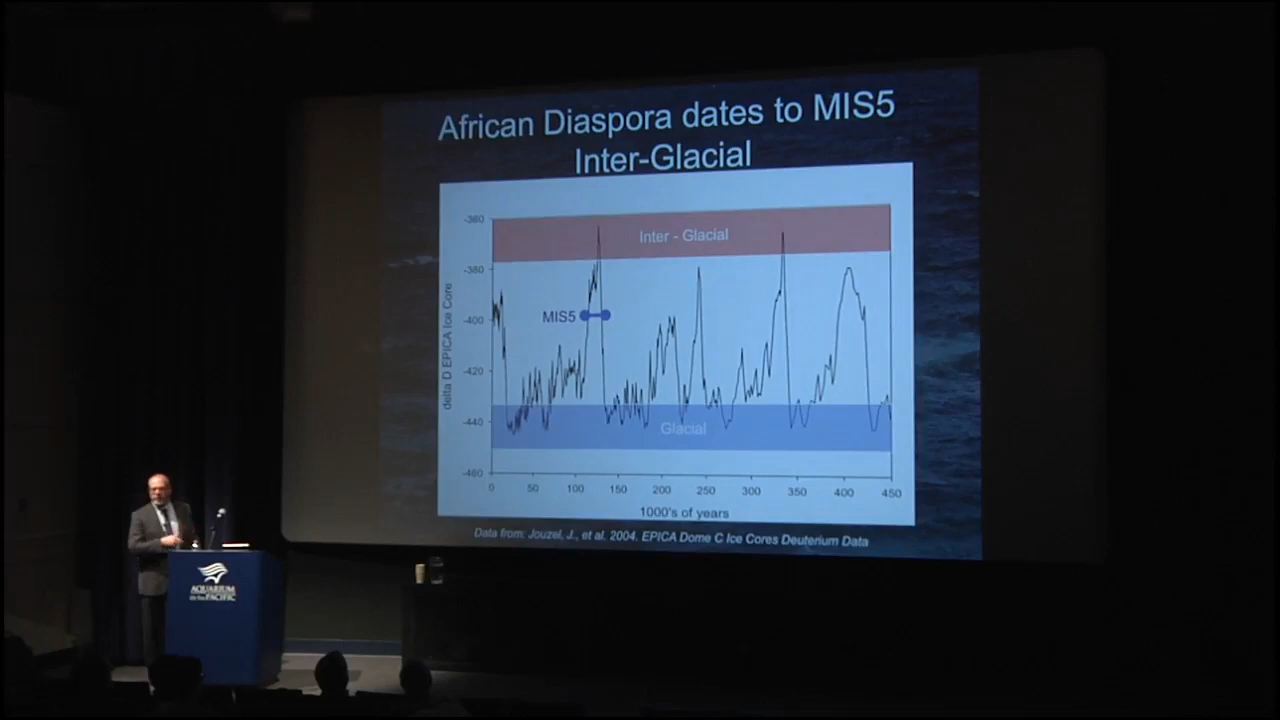 African Diaspora dates to MIS5
Inter-Glacial
-360
Inter - Glacial
-380
MIS5
-400
delta D EPICA Ice Core
-420
-440
Glacial
-460
0 50 100 150 200 250 300 350 400 450
1000's of years
Data from: Jouzel, J., et al. 2004. EPICA Dome C Ice Cores Deuterium Data
AQUARIUM
OF THE PACIFIC